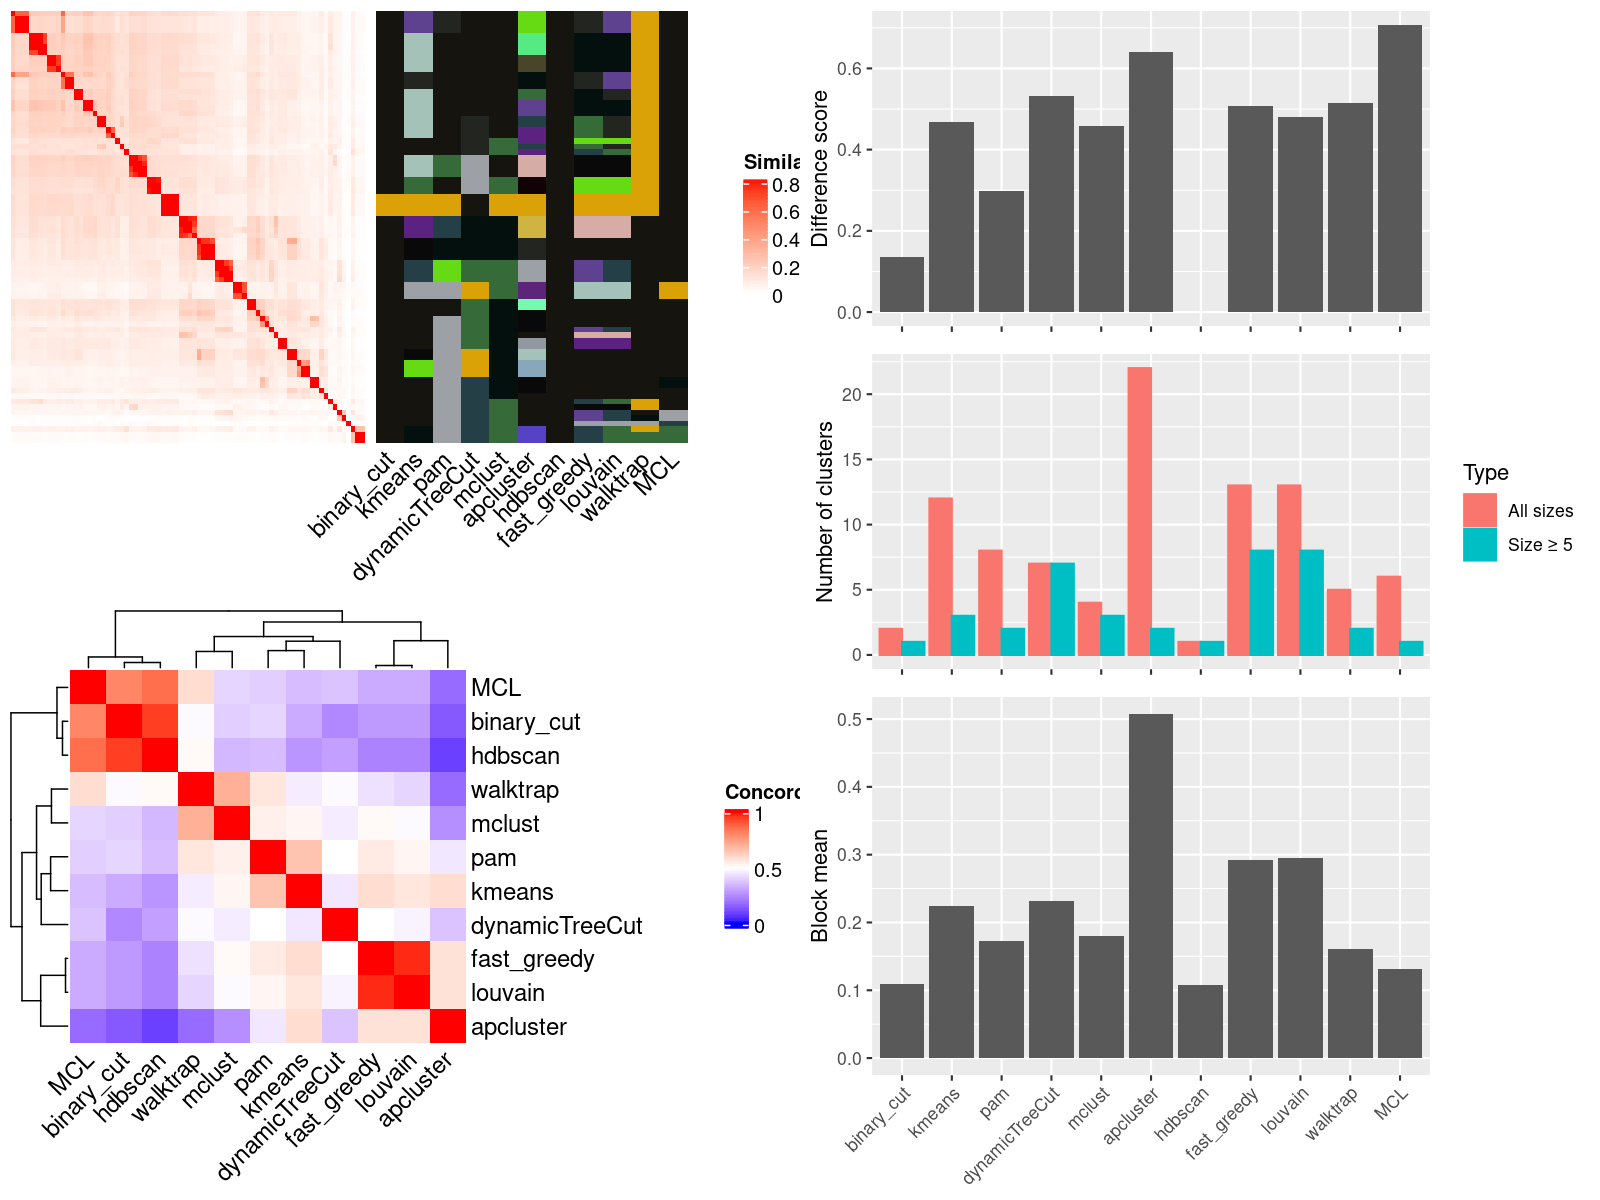 Simila
0.8
0.6
0.4
0.2
0
binary_cut
kmeans
pam
dynamicTreeCut
mclust
apcluster
hdbscan
fast_greedy
louvain
walktrap
MCL
MCL
binary_cut
hdbscan
walktrap
mclust
pam
kmeans
dynamicTreeCut
fast_greedy
louvain
apcluster
MCL
binary_cut
hdbscan
walktrap
mclust
pam
kmeans
dynamicTreeCut
fast_greedy
louvain
apcluster
Concord
1
0.5
0
Difference score
0.6
0.4
0.2
0.0
Number of clusters
20
15
10
5
0
Type
All sizes
Size ≥ 5
Block mean
0.5
0.4
0.3
0.2
0.1
0.0
binary_cut
kmeans
pam
dynamicTreeCut
mclust
apcluster
hdbscan
fast_greedy
louvain
walktrap
MCL